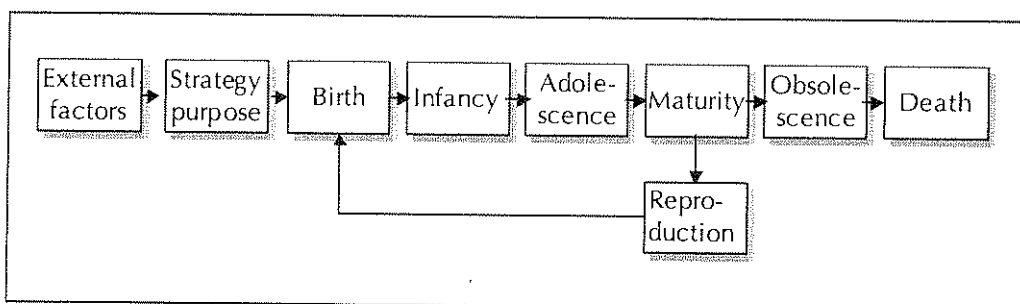 External
factors
Strategy
purpose
Birth
Infancy
Adole-
scence
Maturity
Obsole-
scence
Death
Repro-
duction